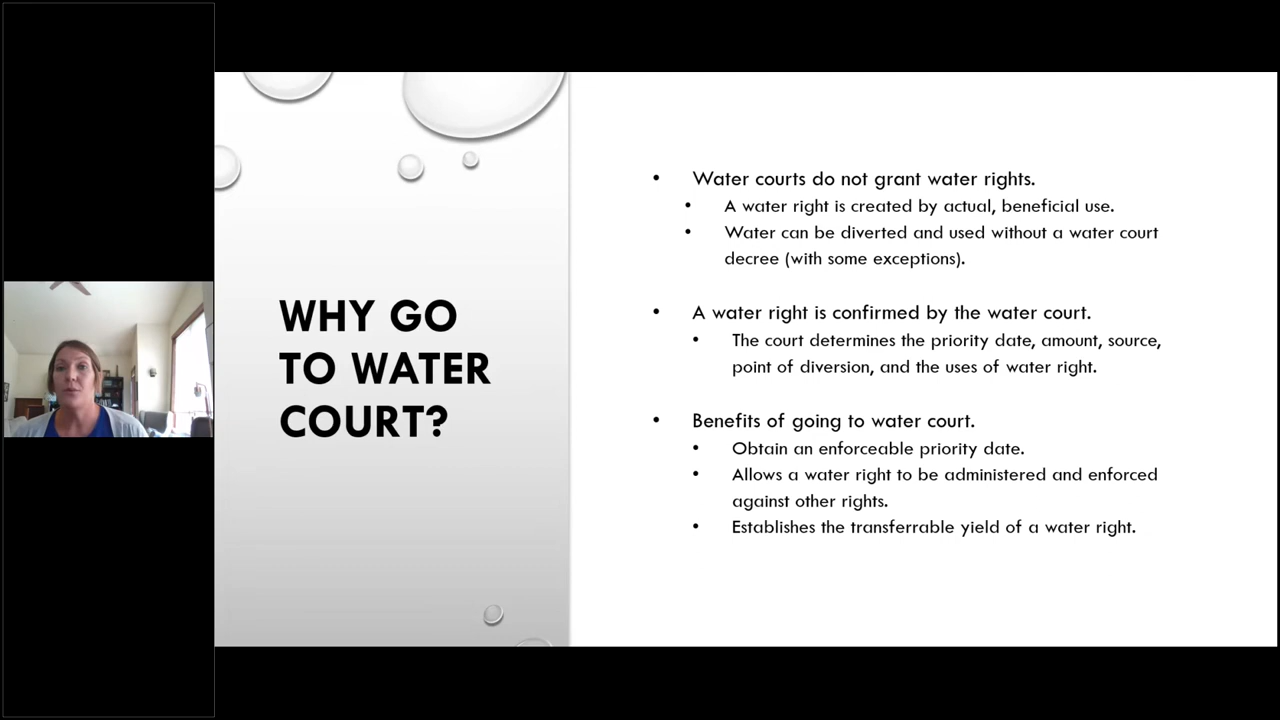 WHY GO
TO WATER
COURT?
• Water courts do not grant water rights.
• A water right is created by actual, beneficial use.
• Water can be diverted and used without a water court
decree (with some exceptions).
• A water right is confirmed by the water court.
• The court determines the priority date, amount, source,
point of diversion, and the uses of water right.
• Benefits of going to water court.
• Obtain an enforceable priority date.
• Allows a water right to be administered and enforced
against other rights.
• Establishes the transferrable yield of a water right.